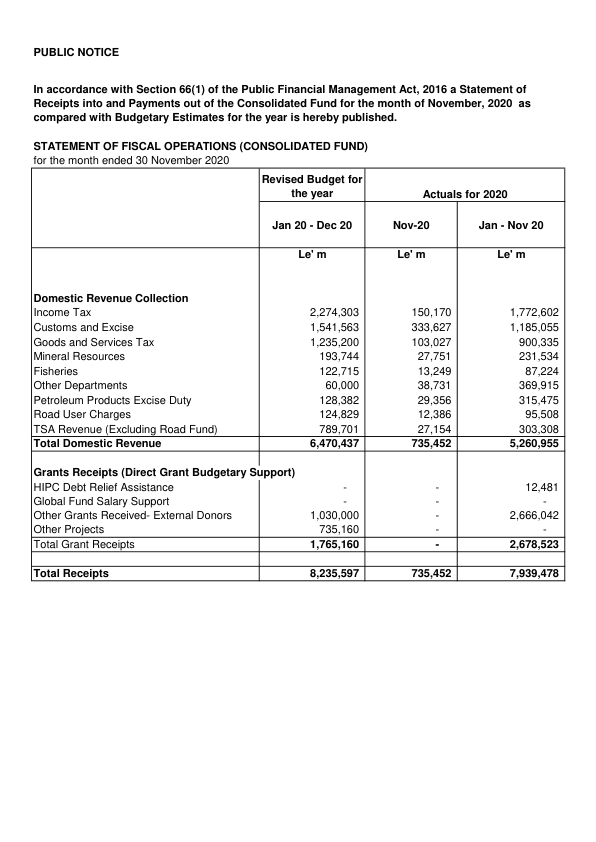 PUBLIC NOTICE
In accordance with Section 66(1) of the Public Financial Management Act, 2016 a Statement of
Receipts into and Payments out of the Consolidated Fund for the month of November, 2020 as
compared with Budgetary Estimates for the year is hereby published.
STATEMENT OF FISCAL OPERATIONS (CONSOLIDATED FUND)
for the month ended 30 November 2020
Revised Budget for
the year Actuals for 2020
Jan 20 - Dec 20 Nov-20 Jan - Nov 20
Le' m Le' m Le' m
Domestic Revenue Collection
Income Tax 2,274,303 150,170 1,772,602
Customs and Excise 1,541,563 333,627 1,185,055
Goods and Services Tax 1,235,200 103,027 900,335
Mineral Resources 193,744 27,751 231,534
Fisheries 122,715 13,249 87,224
Other Departments 60,000 38,731 369,915
Petroleum Products Excise Duty 128,382 29,356 315,475
Road User Charges 124,829 12,386 95,508
TSA Revenue (Excluding Road Fund) 789,701 27,154 303,308
Total Domestic Revenue 6,470,437 735,452 5,260,955
Grants Receipts (Direct Grant Budgetary Support)
HIPC Debt Relief Assistance - - 12,481
Global Fund Salary Support - - -
Other Grants Received- External Donors 1,030,000 - 2,666,042
Other Projects 735,160 - -
Total Grant Receipts 1,765,160 - 2,678,523
Total Receipts 8,235,597 735,452 7,939,478